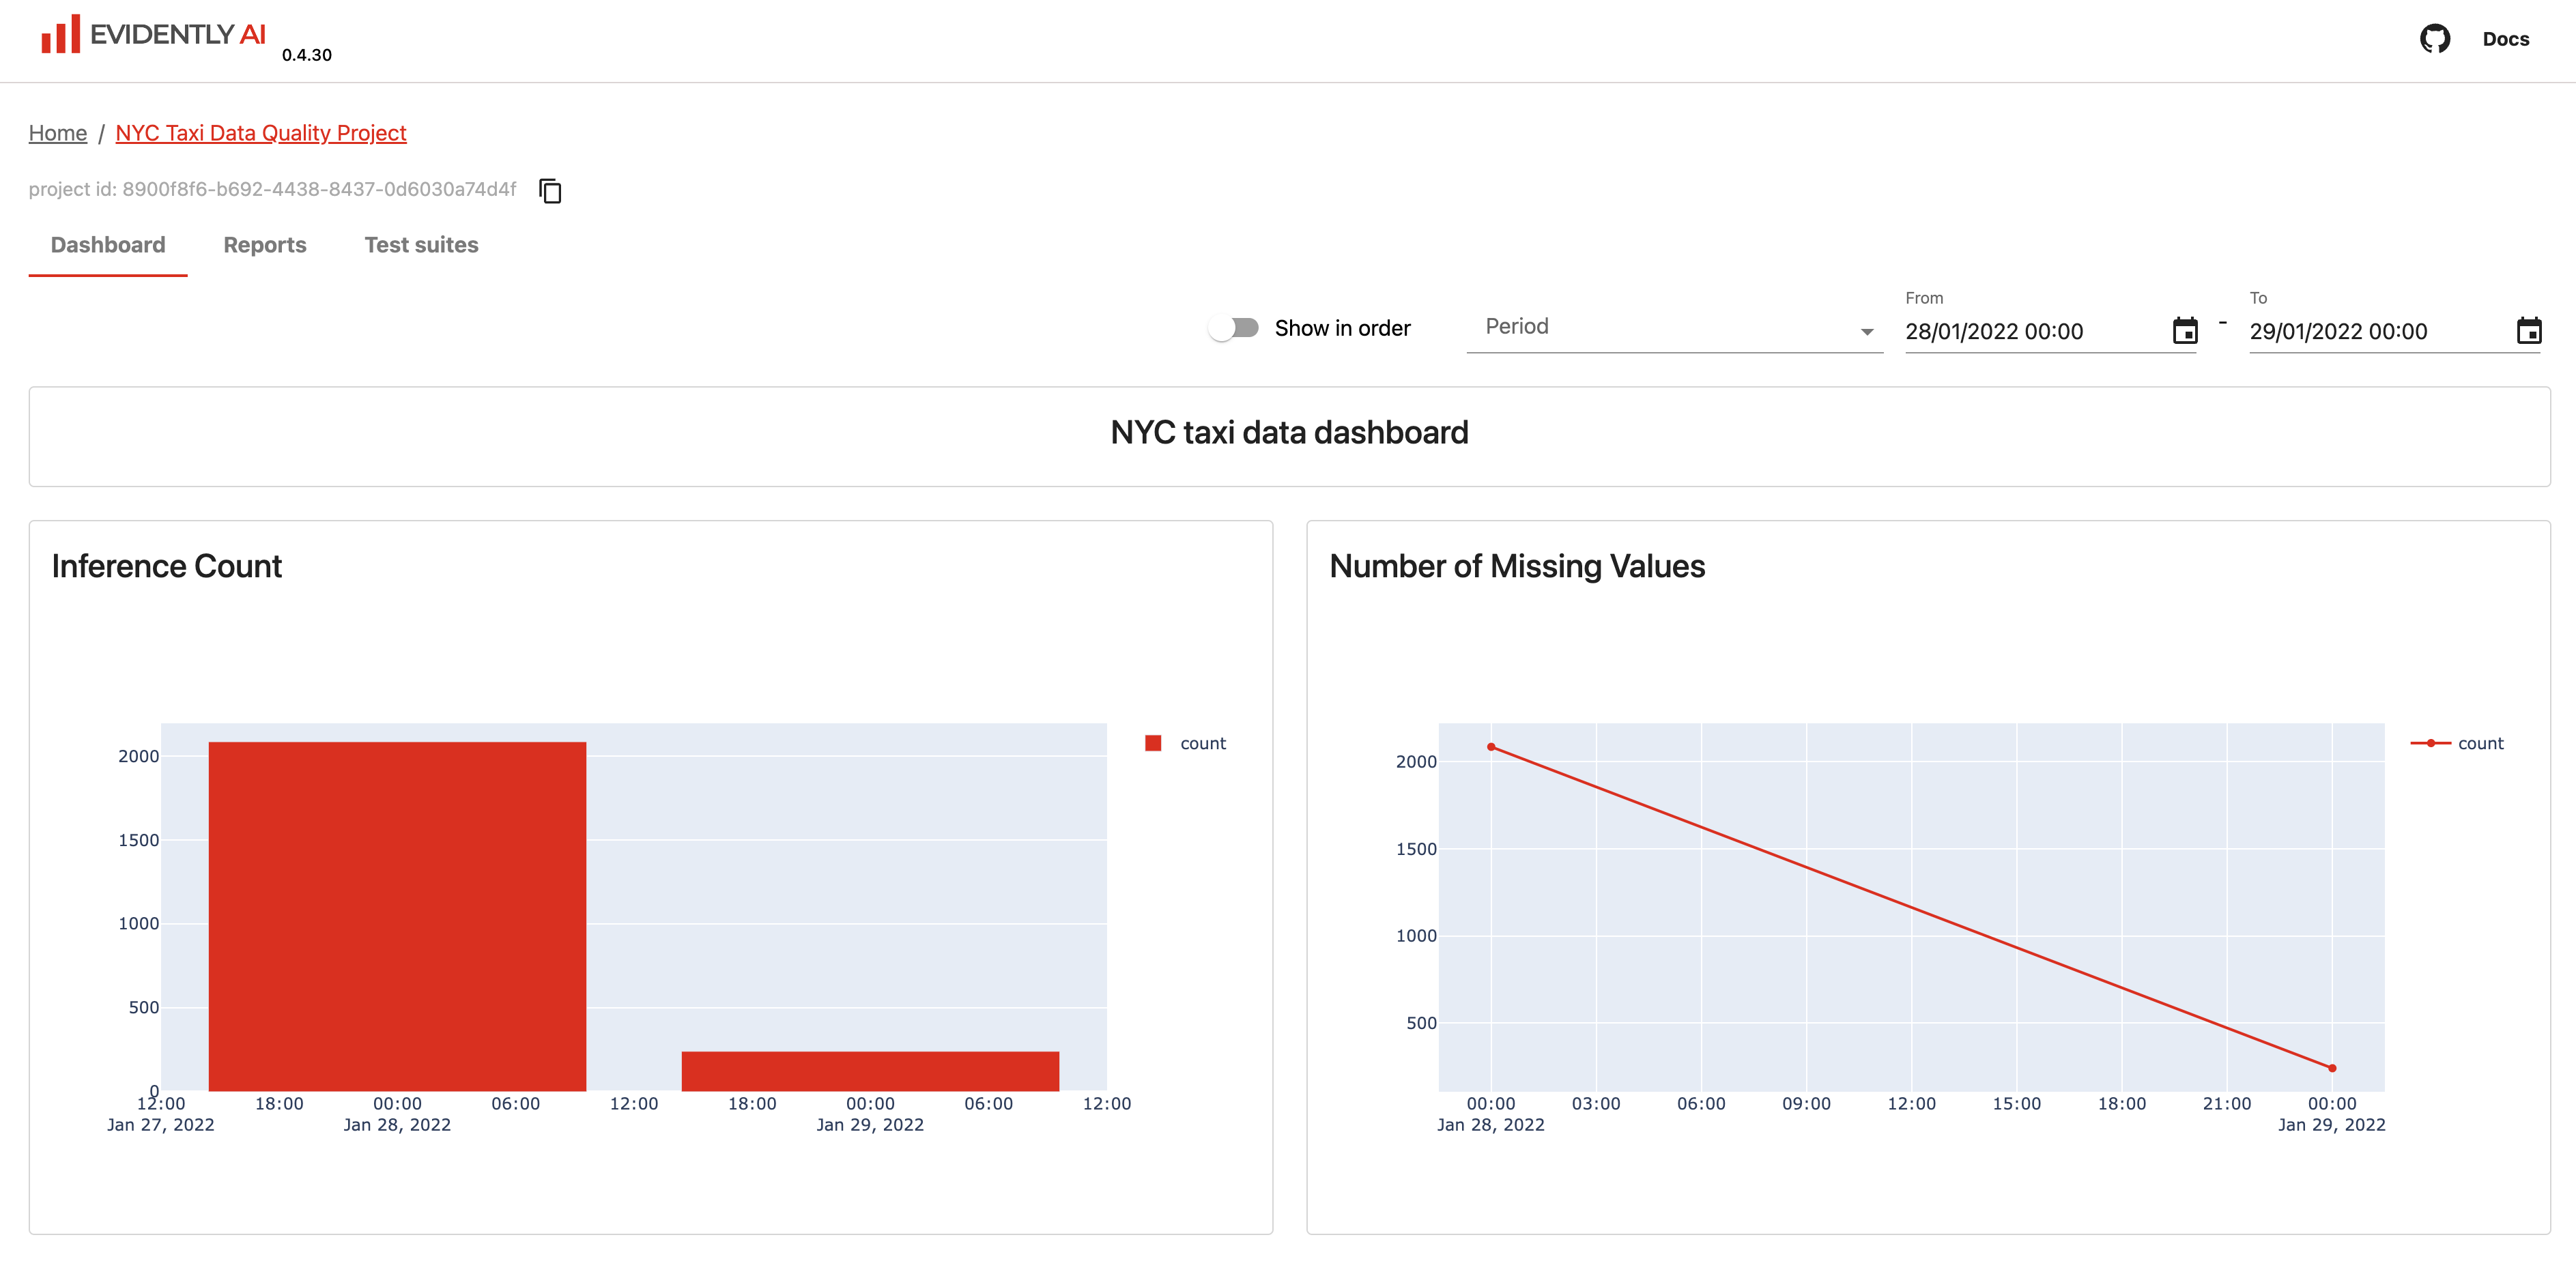 EVIDENTLY AI 0.4.30
Docs
Home / NYC Taxi Data Quality Project
project id: 8900f8f6-b692-4438-8437-0d6030a74d4f
Dashboard Reports Test suites
Show in order
Period
From
28/01/2022 00:00
-
To
29/01/2022 00:00
NYC taxi data dashboard
Inference Count
2000
1500
1000
500
0
12:00 18:00 00:00 06:00 12:00 18:00 00:00 06:00 12:00
Jan 27, 2022 Jan 28, 2022 Jan 29, 2022
count
Number of Missing Values
2000
1500
1000
500
00:00 03:00 06:00 09:00 12:00 15:00 18:00 21:00 00:00
Jan 28, 2022 Jan 29, 2022
count